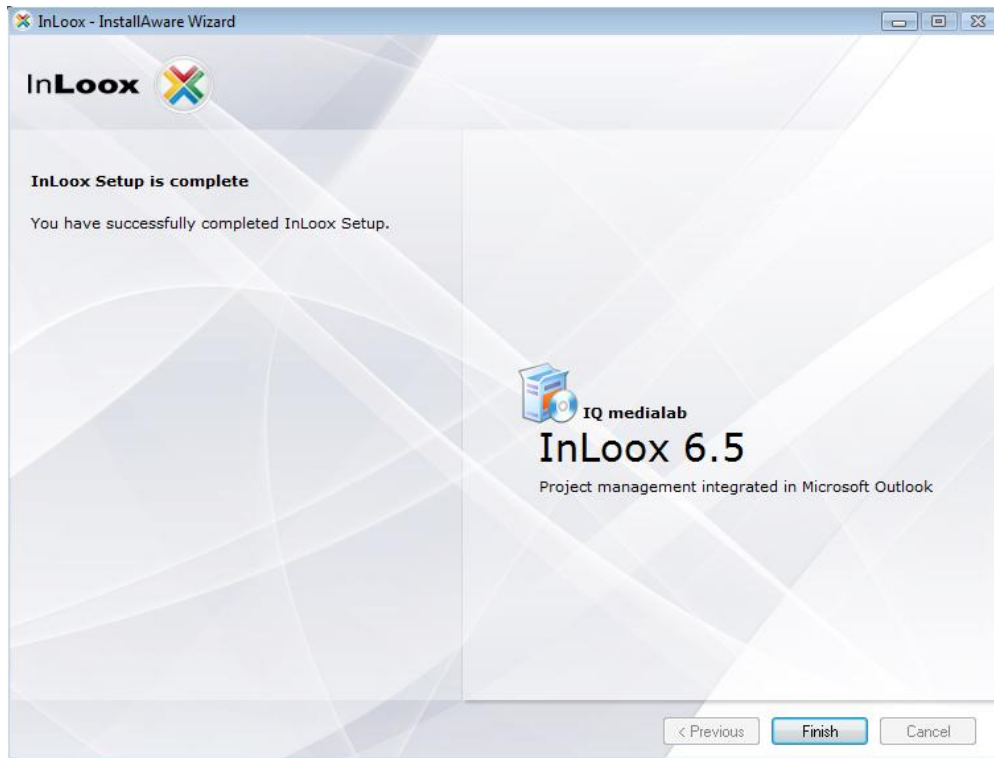 InLoox - InstallAware Wizard
InLoox
InLoox Setup is complete
You have successfully completed InLoox Setup.
IQ medialab
InLoox 6.5
Project management integrated in Microsoft Outlook
< Previous Finish Cancel